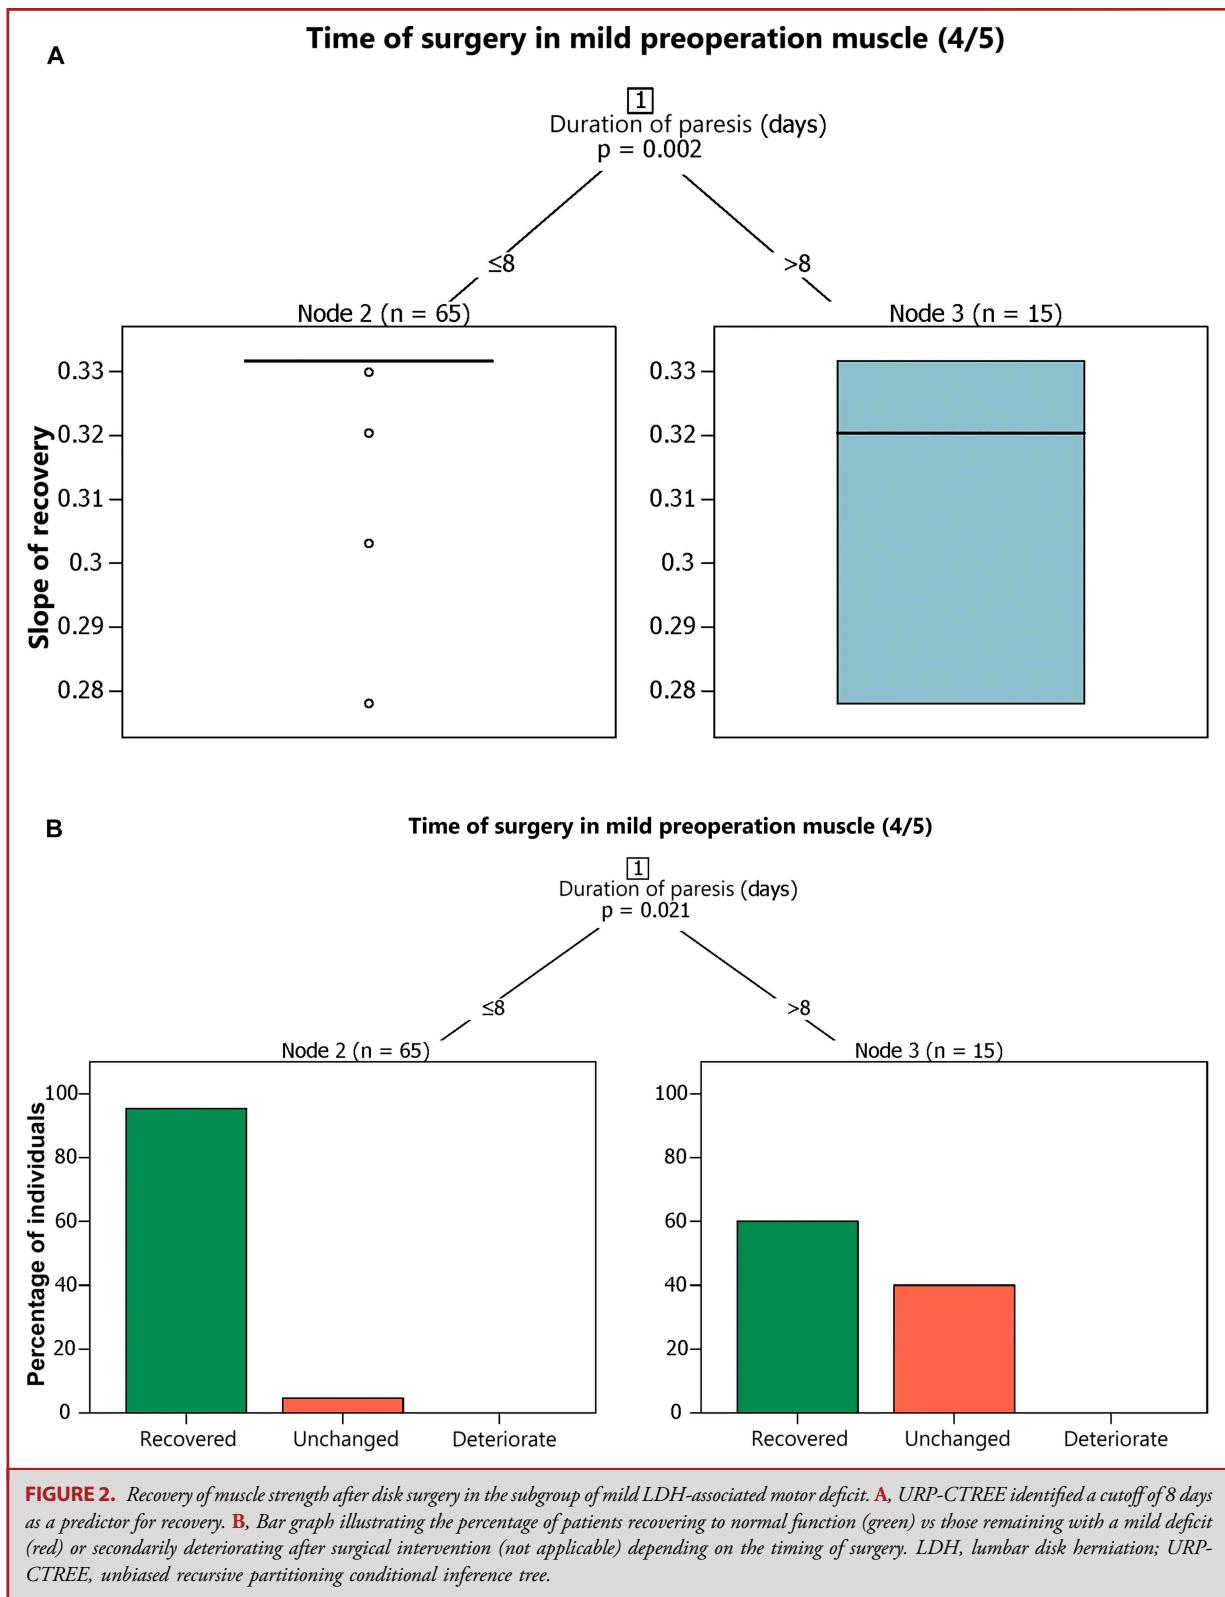 A
Time of surgery in mild preoperation muscle (4/5)
1
Duration of paresis (days)
p = 0.002
≤8
>8
Node 2 (n = 65)
Node 3 (n = 15)
Slope of recovery
0.33
0.32
0.31
0.3
0.29
0.28
0.33
0.32
0.31
0.3
0.29
0.28
B
Time of surgery in mild preoperation muscle (4/5)
1
Duration of paresis (days)
p = 0.021
≤8
>8
Node 2 (n = 65)
Node 3 (n = 15)
Percentage of individuals
100
80
60
40
20
0
Recovered Unchanged Deteriorate
100
80
60
40
20
0
Recovered Unchanged Deteriorate
FIGURE 2. Recovery of muscle strength after disk surgery in the subgroup of mild LDH-associated motor deficit. A, URP-CTREE identified a cutoff of 8 days
as a predictor for recovery. B, Bar graph illustrating the percentage of patients recovering to normal function (green) vs those remaining with a mild deficit
(red) or secondarily deteriorating after surgical intervention (not applicable) depending on the timing of surgery. LDH, lumbar disk herniation; URP-
CTREE, unbiased recursive partitioning conditional inference tree.